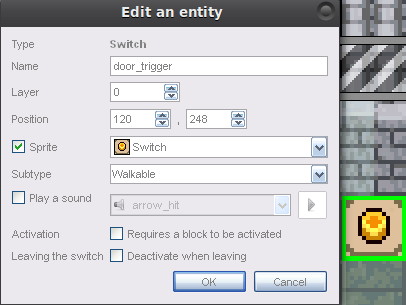 Edit an entity
Type Switch
Name door_trigger
Layer 0
Position 120 , 248
Sprite Switch
Subtype Walkable
Play a sound arrow_hit
Activation Requires a block to be activated
Leaving the switch Deactivate when leaving
OK Cancel